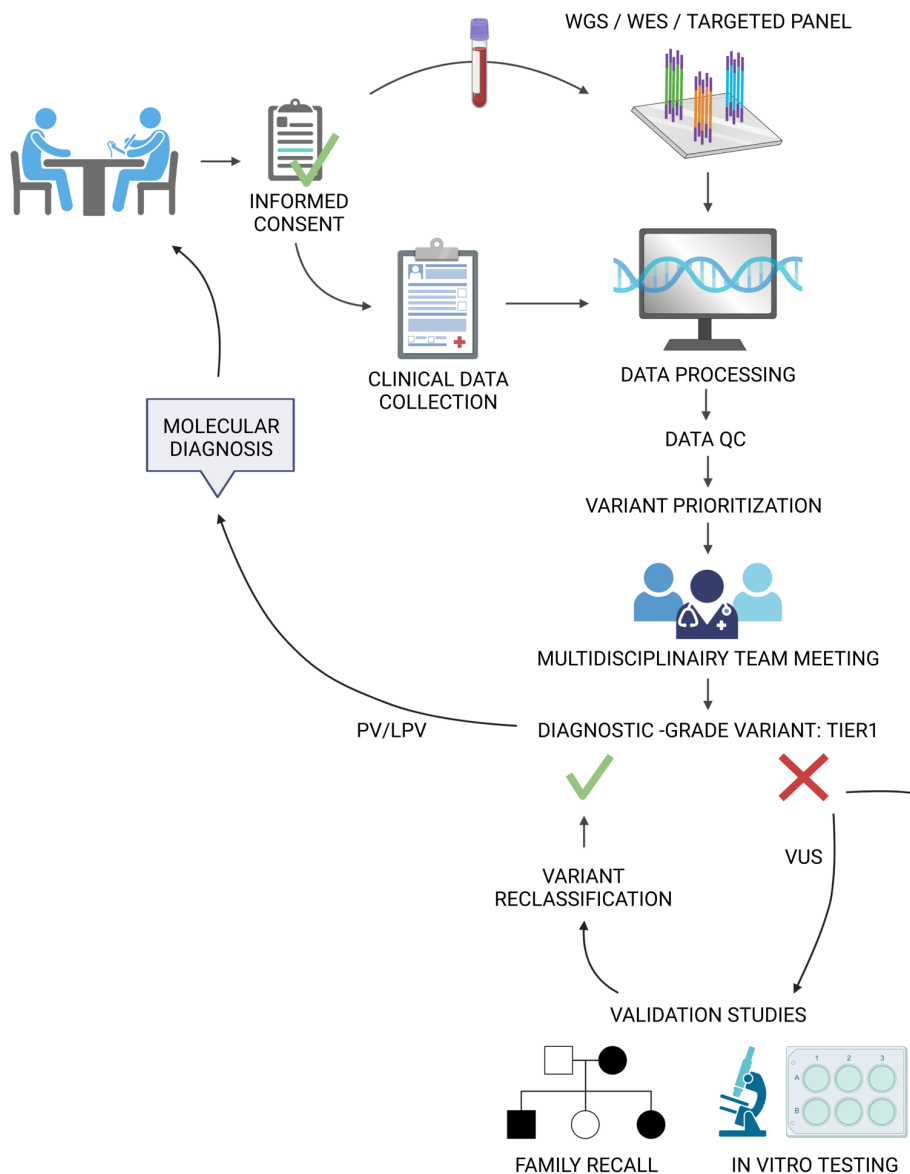 WGS / WES / TARGETED PANEL
INFORMED
CONSENT
CLINICAL DATA
COLLECTION
DATA PROCESSING
DATA QC
VARIANT PRIORITIZATION
MOLECULAR
DIAGNOSIS
MULTIDISCIPLINAIRY TEAM MEETING
PV/LPV
DIAGNOSTIC -GRADE VARIANT: TIER1
VUS
VARIANT
RECLASSIFICATION
VALIDATION STUDIES
1 2 3
A
B
FAMILY RECALL
IN VITRO TESTING